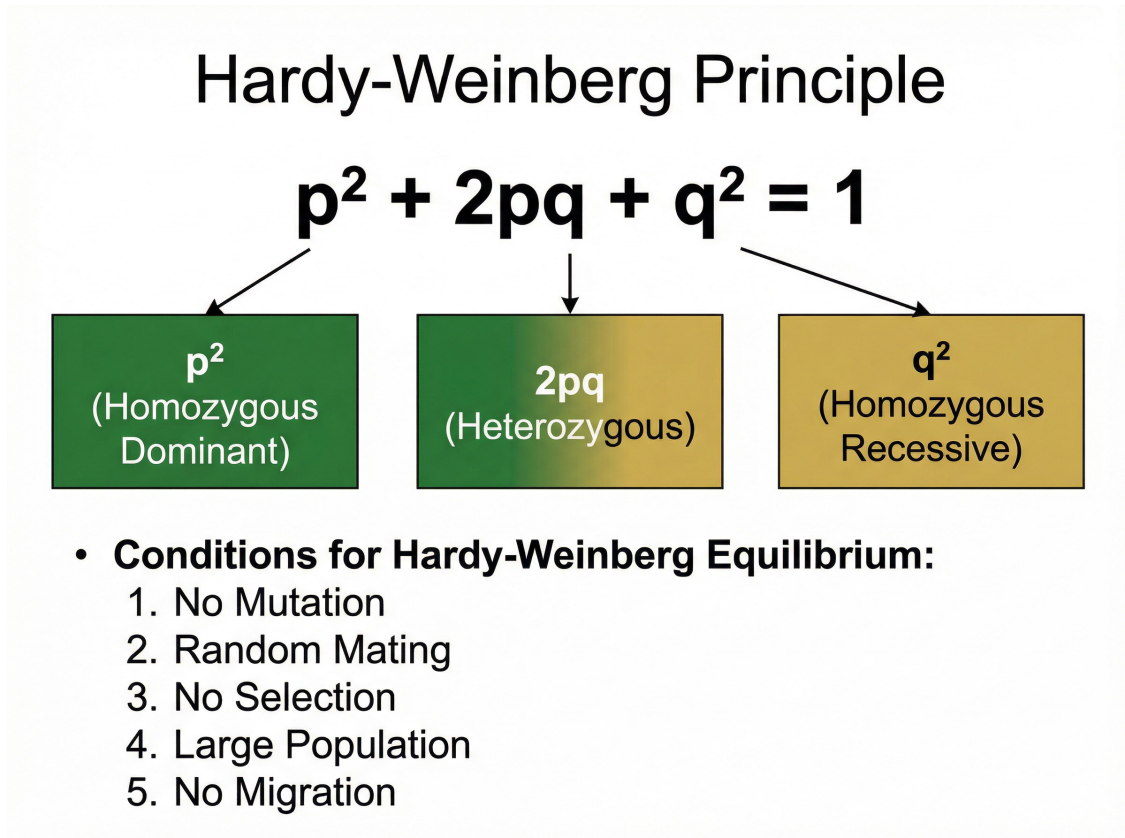 Hardy-Weinberg Principle
p² + 2pq + q² = 1
p²
(Homozygous
Dominant)
2pq
(Heterozygous)
q²
(Homozygous
Recessive)
• Conditions for Hardy-Weinberg Equilibrium:
1. No Mutation
2. Random Mating
3. No Selection
4. Large Population
5. No Migration